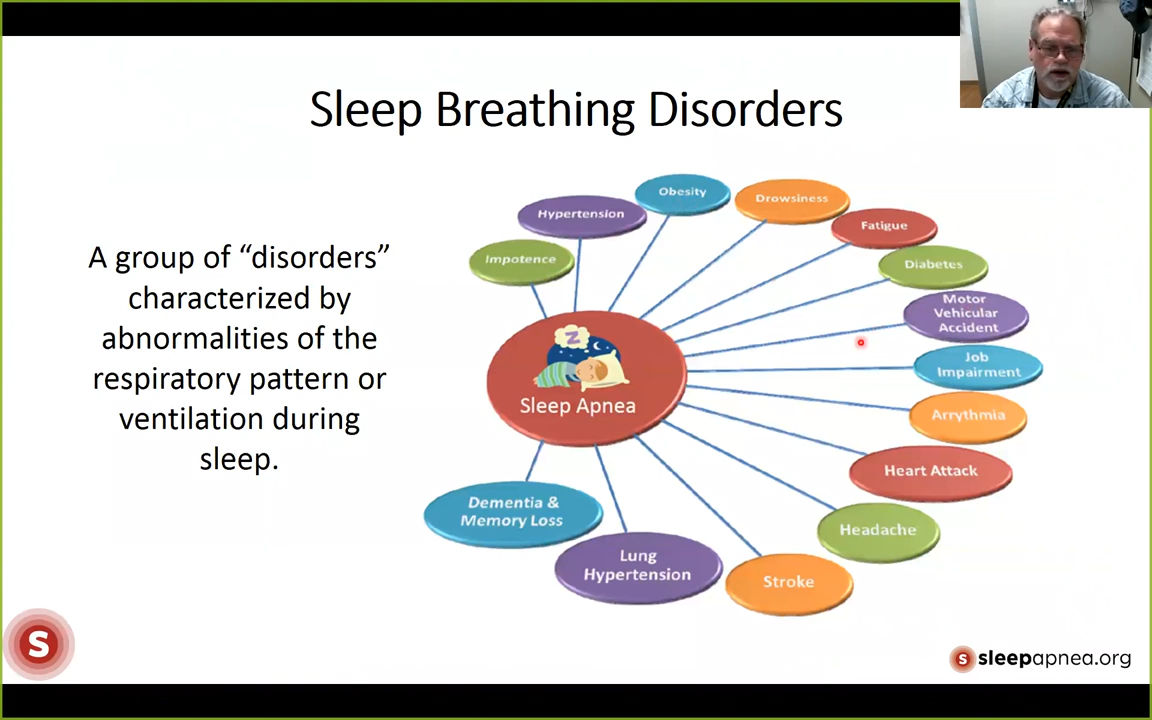 Sleep Breathing Disorders
A group of “disorders”
characterized by
abnormalities of the
respiratory pattern or
ventilation during
sleep.
Impotence
Hypertension
Obesity
Drowsiness
Fatigue
Diabetes
Motor
Vehicular
Accident
Job
Impairment
Arrythmia
Heart Attack
Headache
Stroke
Lung
Hypertension
Dementia &
Memory Loss
Z
Sleep Apnea
S
S sleepapnea.org